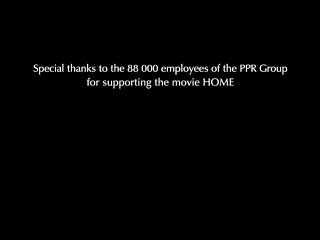 Special thanks to the 88 000 employees of the PPR Group
for supporting the movie HOME